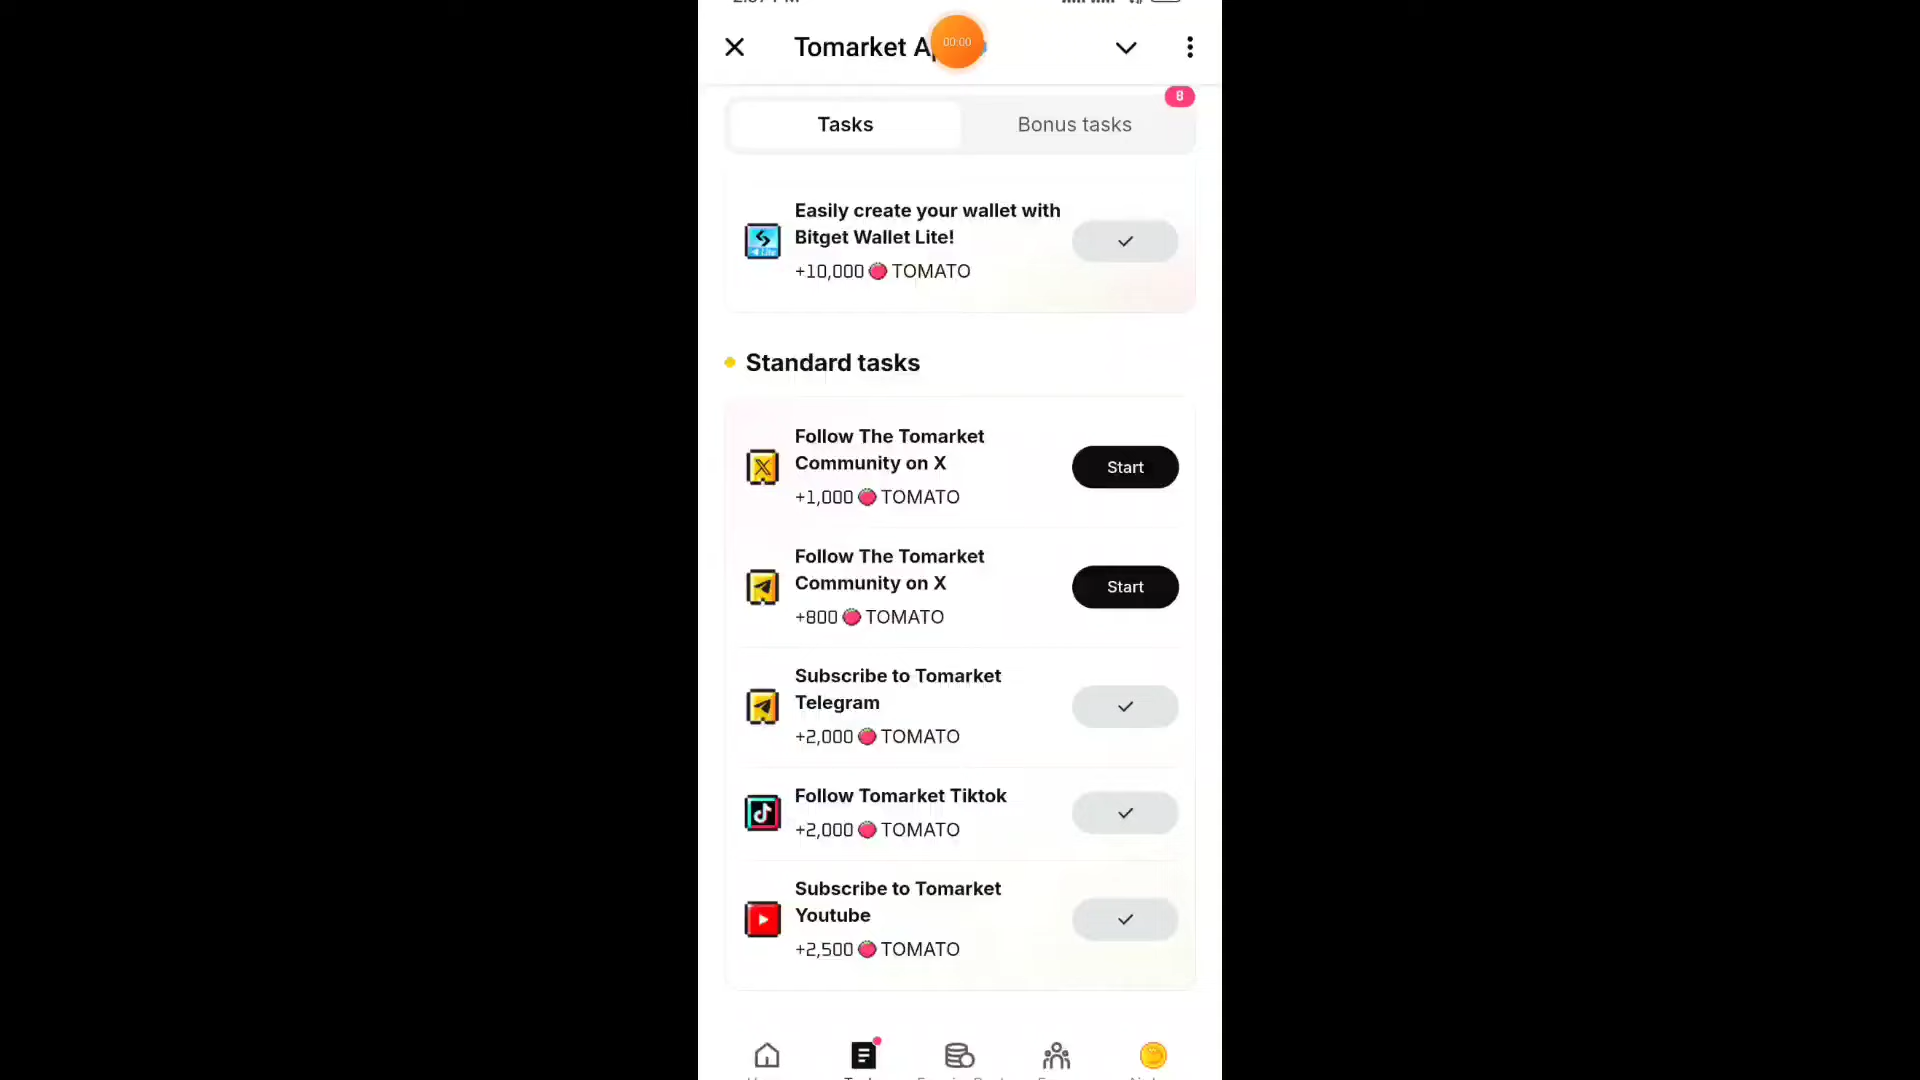 Tomarket A
00:00
8
Tasks
Bonus tasks
Easily create your wallet with
Bitget Wallet Lite!
+10,000 TOMATO
Standard tasks
Follow The Tomarket
Community on X
+1,000 TOMATO
Start
Follow The Tomarket
Community on X
+800 TOMATO
Start
Subscribe to Tomarket
Telegram
+2,000 TOMATO
Follow Tomarket Tiktok
+2,000 TOMATO
Subscribe to Tomarket
Youtube
+2,500 TOMATO